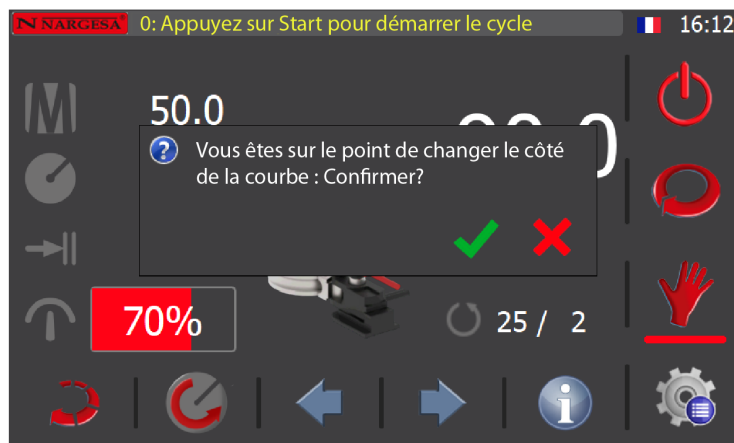 NARGESA
0: Appuyez sur Start pour démarrer le cycle
16:12
50.0
Vous êtes sur le point de changer le côté
de la courbe : Confirmer?
70%
25 / 2